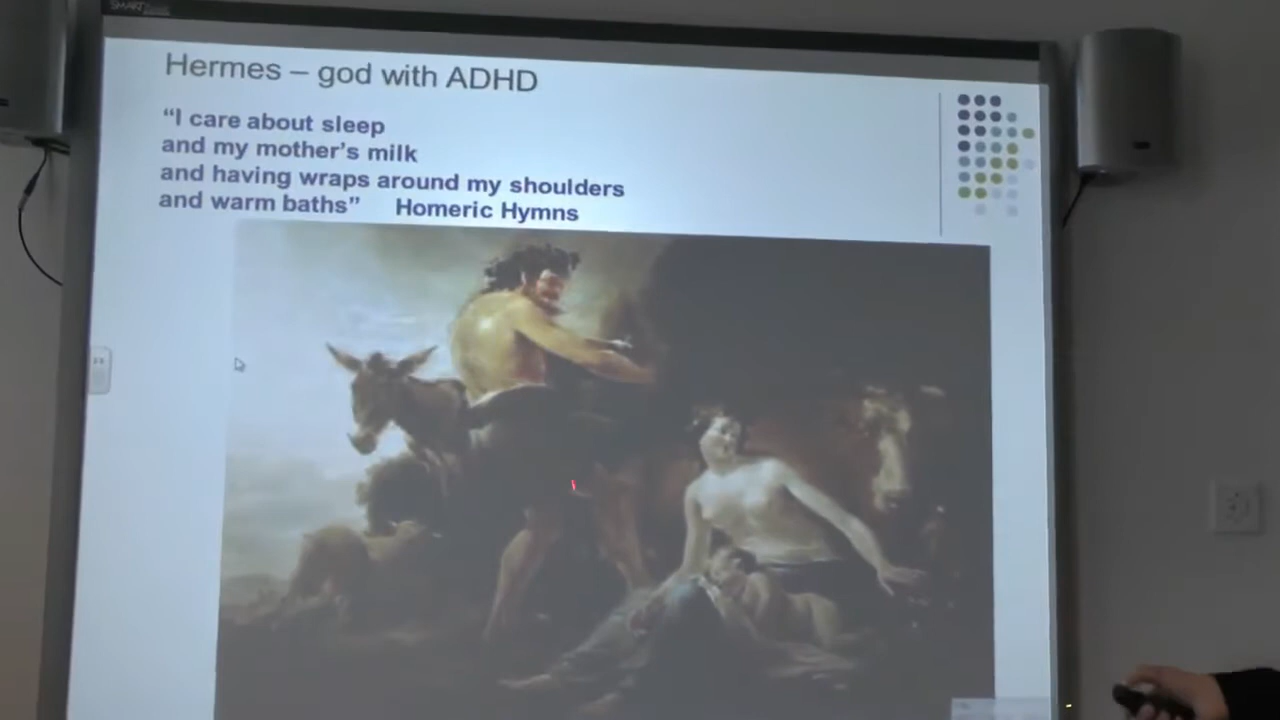 SMART
Hermes – god with ADHD
“I care about sleep
and my mother’s milk
and having wraps around my shoulders
and warm baths” Homeric Hymns